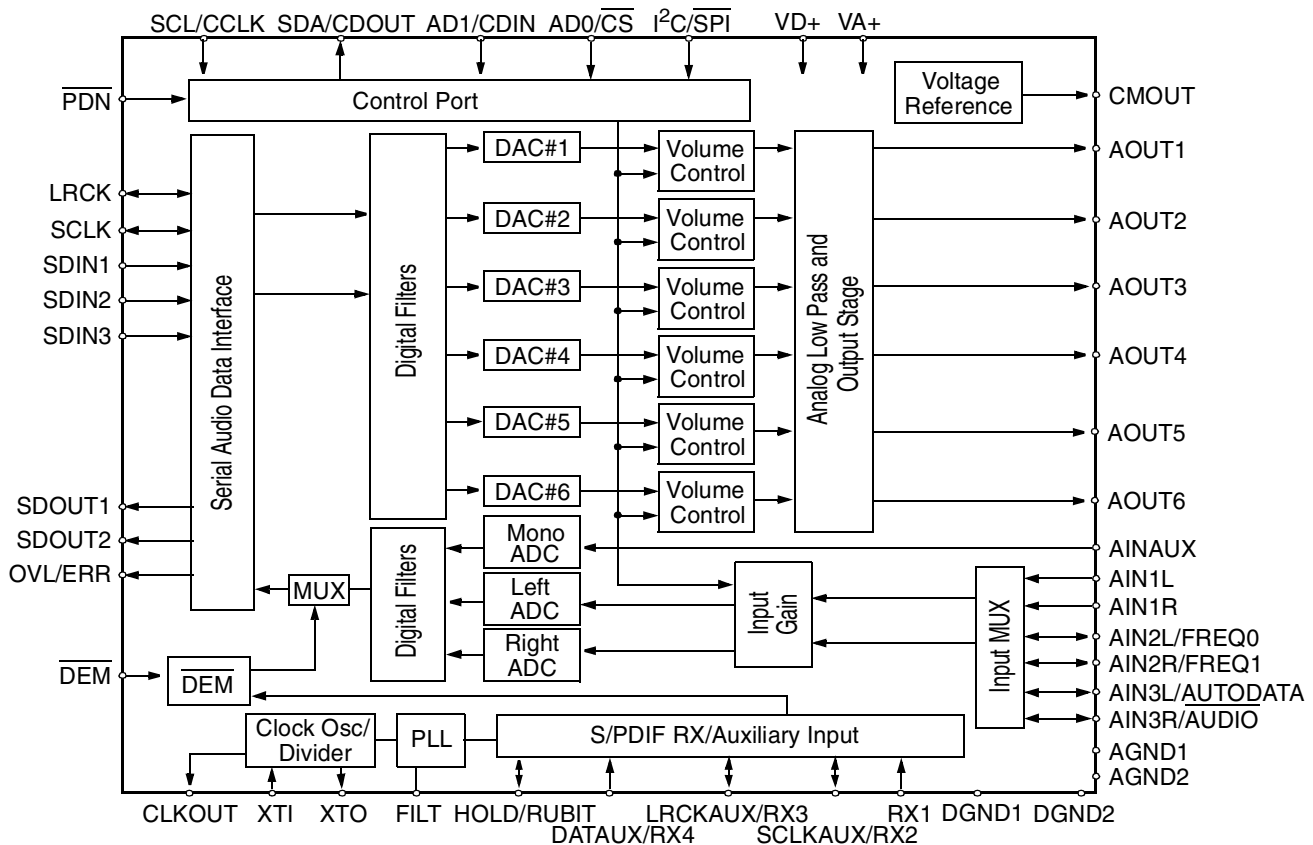 SCL/CCLK SDA/CDOUT AD1/CDIN AD0/C̅S̅ I²C/S̅P̅I̅ VD+ VA+
P̅D̅N̅
Control Port
Voltage
Reference
CMOUT
LRCK
SCLK
SDIN1
SDIN2
SDIN3
SDOUT1
SDOUT2
OVL/ERR
Serial Audio Data Interface
Digital Filters
DAC#1
DAC#2
DAC#3
DAC#4
DAC#5
DAC#6
Volume
Control
Volume
Control
Volume
Control
Volume
Control
Volume
Control
Volume
Control
Analog Low Pass and
Output Stage
AOUT1
AOUT2
AOUT3
AOUT4
AOUT5
AOUT6
MUX
Digital Filters
Mono
ADC
Left
ADC
Right
ADC
Input
Gain
Input MUX
AINAUX
AIN1L
AIN1R
AIN2L/FREQ0
AIN2R/FREQ1
AIN3L/AUTODATA
AIN3R/A̅U̅D̅I̅O̅
AGND1
AGND2
D̅E̅M̅
D̅E̅M̅
Clock Osc/
Divider
PLL
S/PDIF RX/Auxiliary Input
CLKOUT XTI XTO FILT HOLD/RUBIT LRCKAUX/RX3 RX1 DGND1 DGND2
DATAUX/RX4 SCLKAUX/RX2